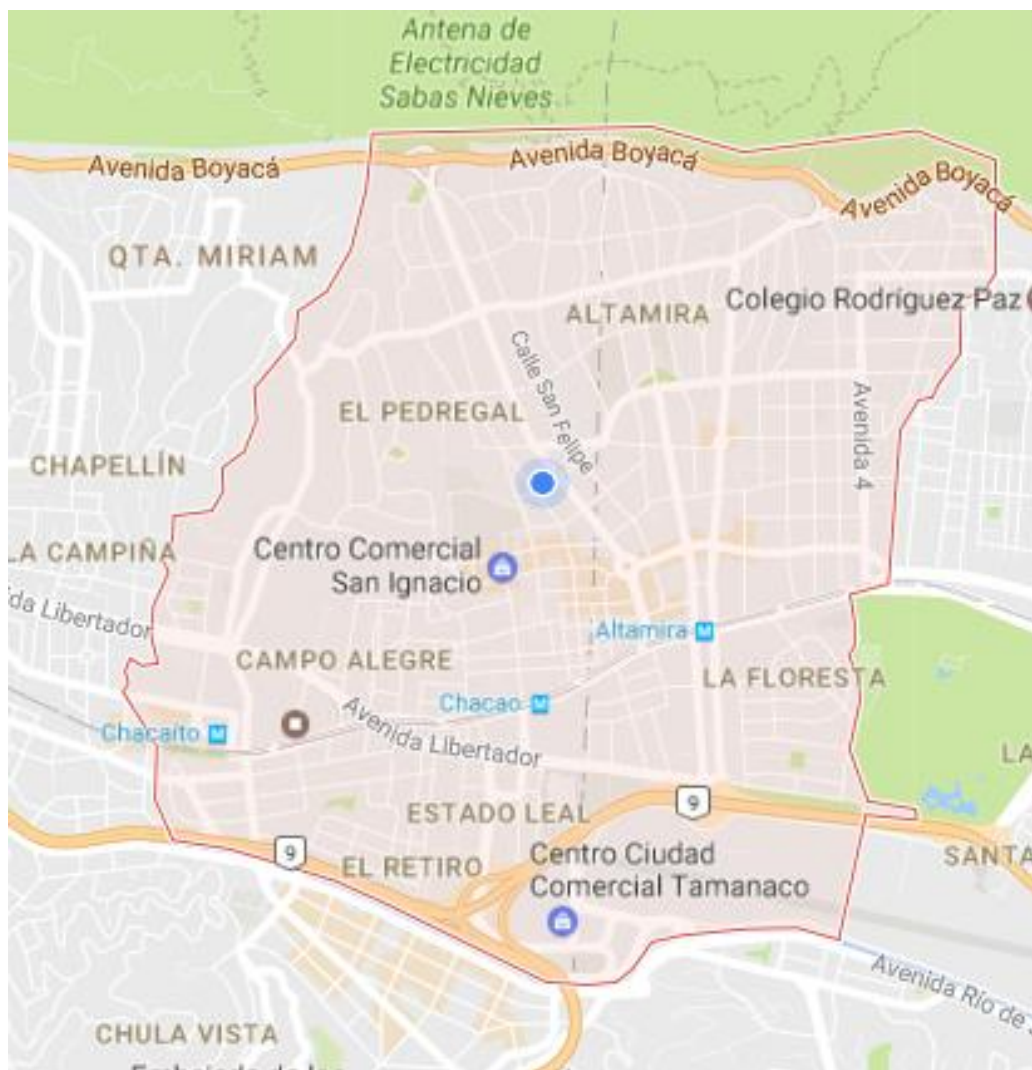 Antena de
Electricidad
Sabas Nieves
Avenida Boyacá
Avenida Boyacá
Avenida Boyacá
QTA. MIRIAM
Colegio Rodríguez Paz
ALTAMIRA
Calle San Felipe
EL PEDREGAL
Avenida 4
CHAPELLÍN
LA CAMPIÑA
Centro Comercial
San Ignacio
da Libertador
Altamira M
CAMPO ALEGRE
LA FLORESTA
Chacao M
Chacaito M
Avenida Libertador
LA
9
ESTADO LEAL
9
EL RETIRO
Centro Ciudad
Comercial Tamanaco
SANTA
Avenida Río de
CHULA VISTA